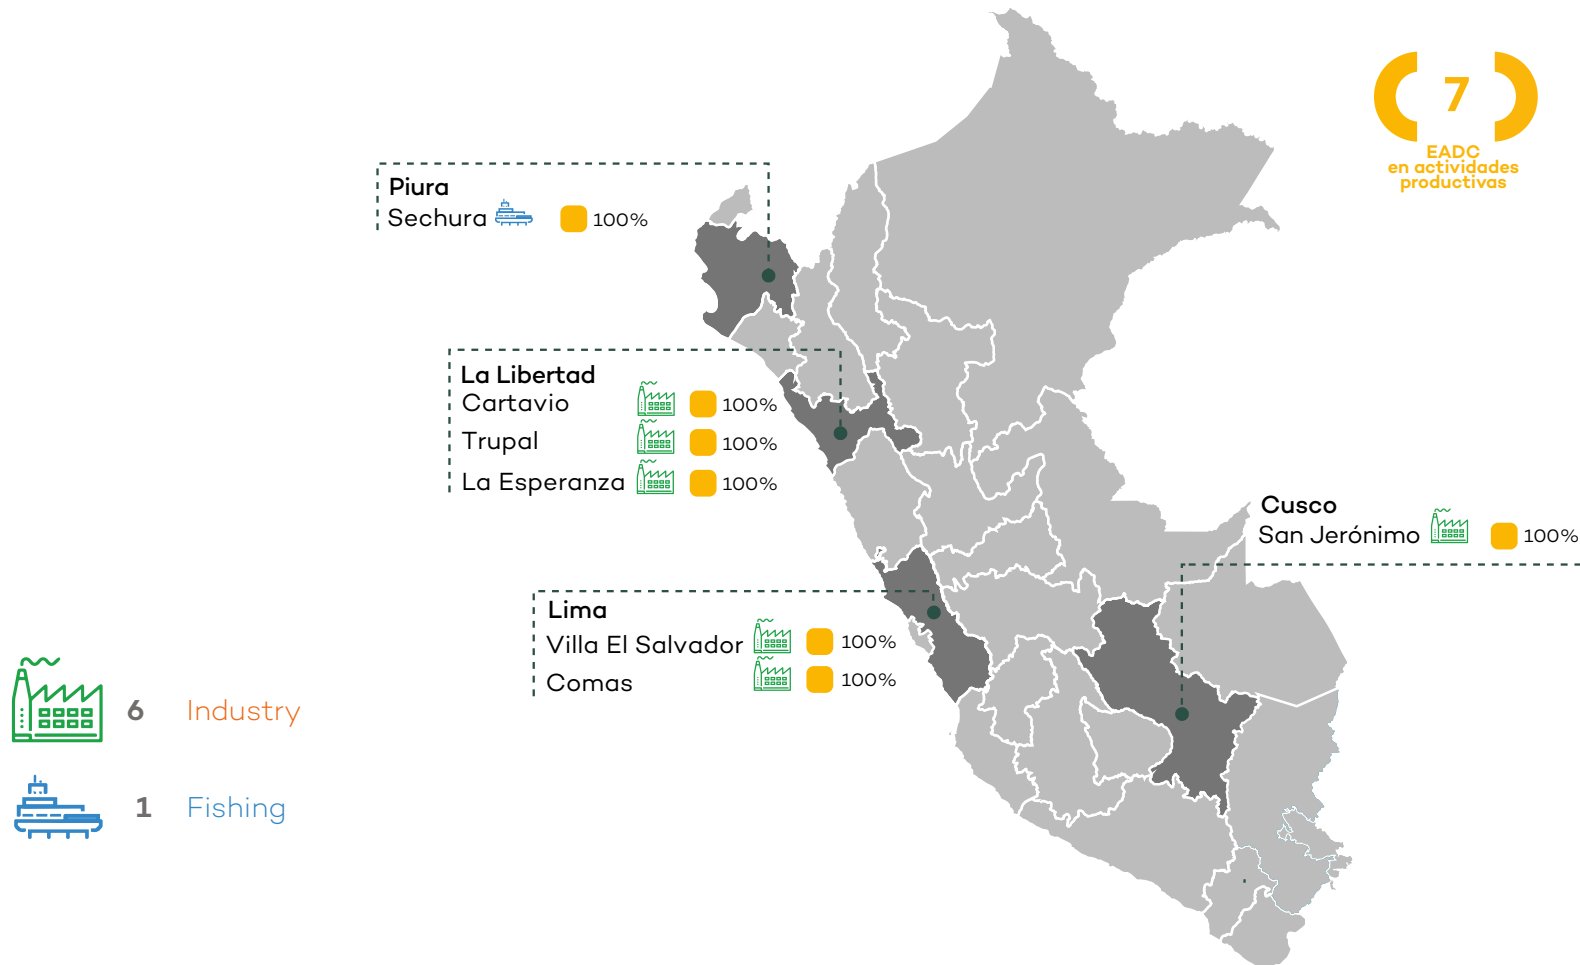 7
EADC
en actividades
productivas
Piura
Sechura 100%
La Libertad
Cartavio 100%
Trupal 100%
La Esperanza 100%
Cusco
San Jerónimo 100%
Lima
Villa El Salvador 100%
Comas 100%
6 Industry
1 Fishing